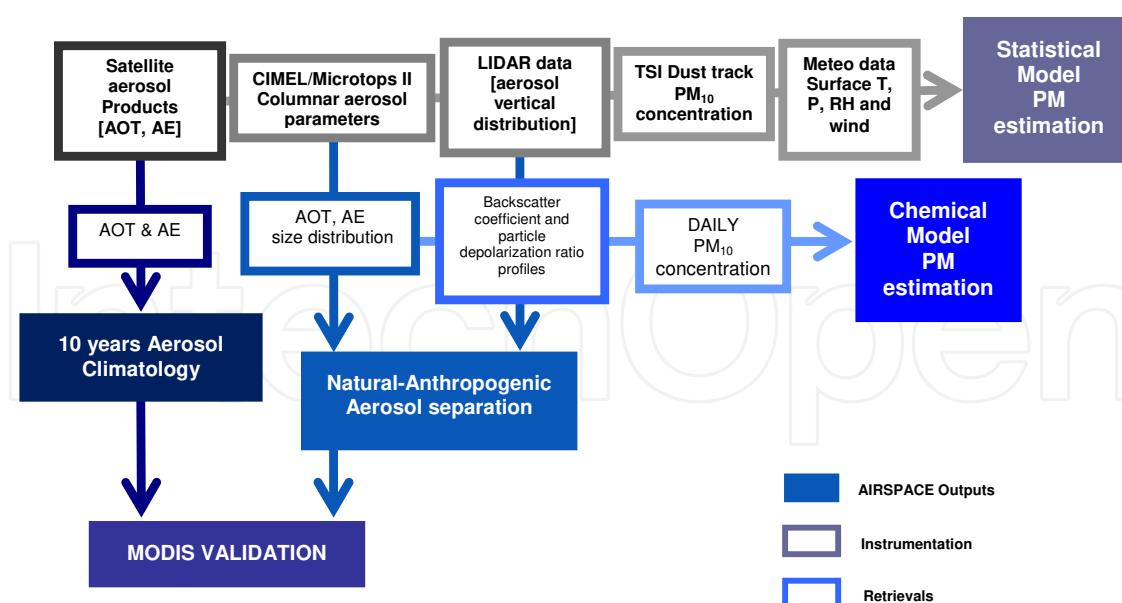 Satellite
aerosol
Products
[AOT, AE]
CIMEL/Microtops II
Columnar aerosol
parameters
LIDAR data
[aerosol
vertical
distribution]
TSI Dust track
PM₁₀
concentration
Meteo data
Surface T,
P, RH and
wind
Statistical
Model
PM
estimation
AOT & AE
AOT, AE
size distribution
Backscatter
coefficient and
particle
depolarization ratio
profiles
DAILY
PM₁₀
concentration
Chemical
Model
PM
estimation
10 years Aerosol
Climatology
Natural-Anthropogenic
Aerosol separation
MODIS VALIDATION
AIRSPACE Outputs
Instrumentation
Retrievals
IntechOpen